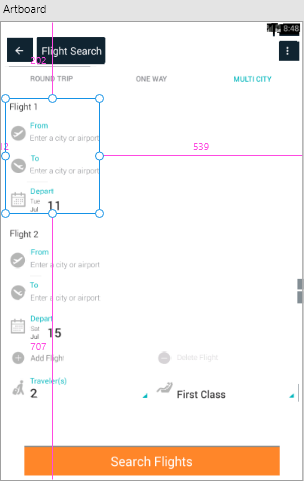 Artboard
8:48
Flight Search
202
ROUND TRIP ONE WAY MULTI CITY
Flight 1
From
Enter a city or airport
12 539
To
Enter a city or airport
Depart
Tue
Jul 11
Flight 2
From
Enter a city or airport
To
Enter a city or airport
Depart
Sat
Jul 15
707
Add Flight Delete Flight
Traveler(s)
2 First Class
Search Flights